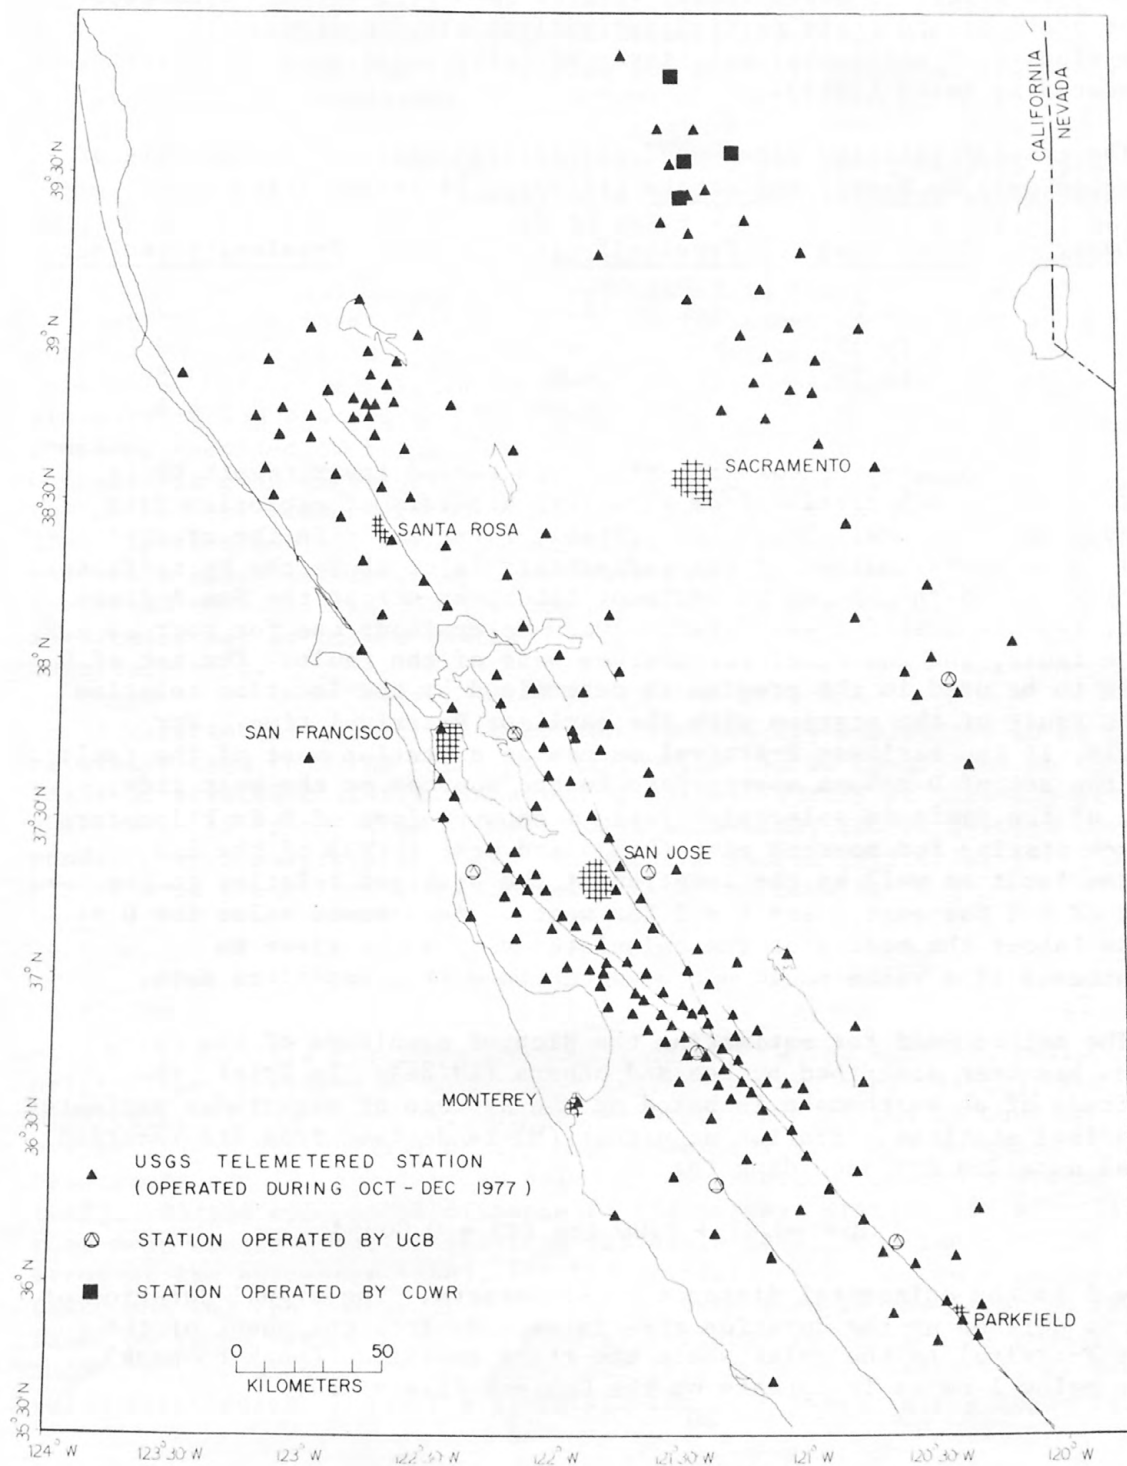 CALIFORNIA
NEVADA
39°30'N
39°N
38°30'N
38°N
37°30'N
37°N
36°30'N
36°N
35°30'N
SACRAMENTO
SANTA ROSA
SAN FRANCISCO
SAN JOSE
MONTEREY
PARKFIELD
USGS TELEMETERED STATION
(OPERATED DURING OCT - DEC 1977)
STATION OPERATED BY UCB
STATION OPERATED BY CDWR
0 50
KILOMETERS
124°W 123°30'W 123°W 122°30'W 122°W 121°30'W 121°W 120°30'W 120°W